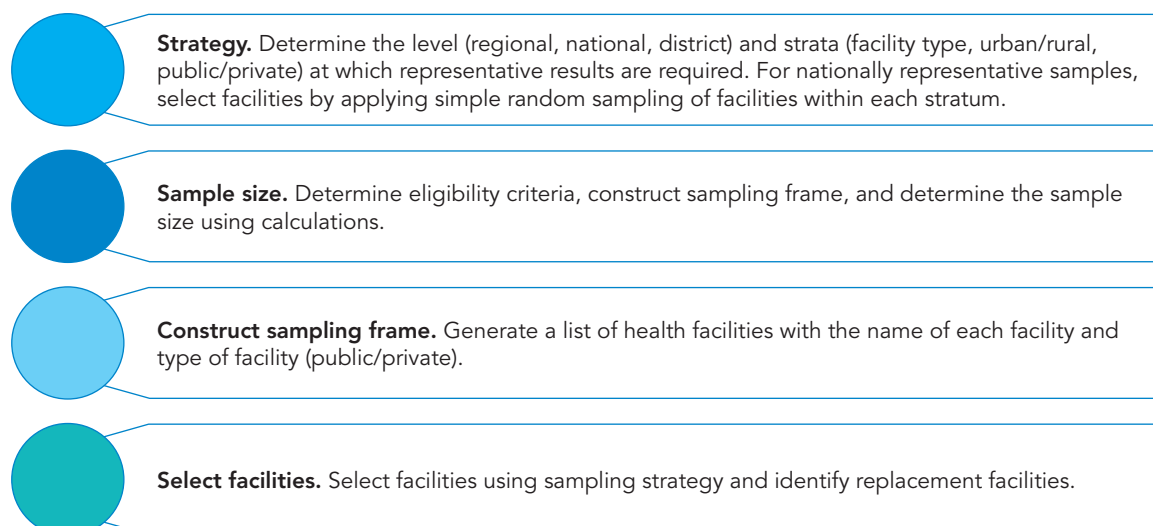 Strategy. Determine the level (regional, national, district) and strata (facility type, urban/rural,
public/private) at which representative results are required. For nationally representative samples,
select facilities by applying simple random sampling of facilities within each stratum.
Sample size. Determine eligibility criteria, construct sampling frame, and determine the sample
size using calculations.
Construct sampling frame. Generate a list of health facilities with the name of each facility and
type of facility (public/private).
Select facilities. Select facilities using sampling strategy and identify replacement facilities.